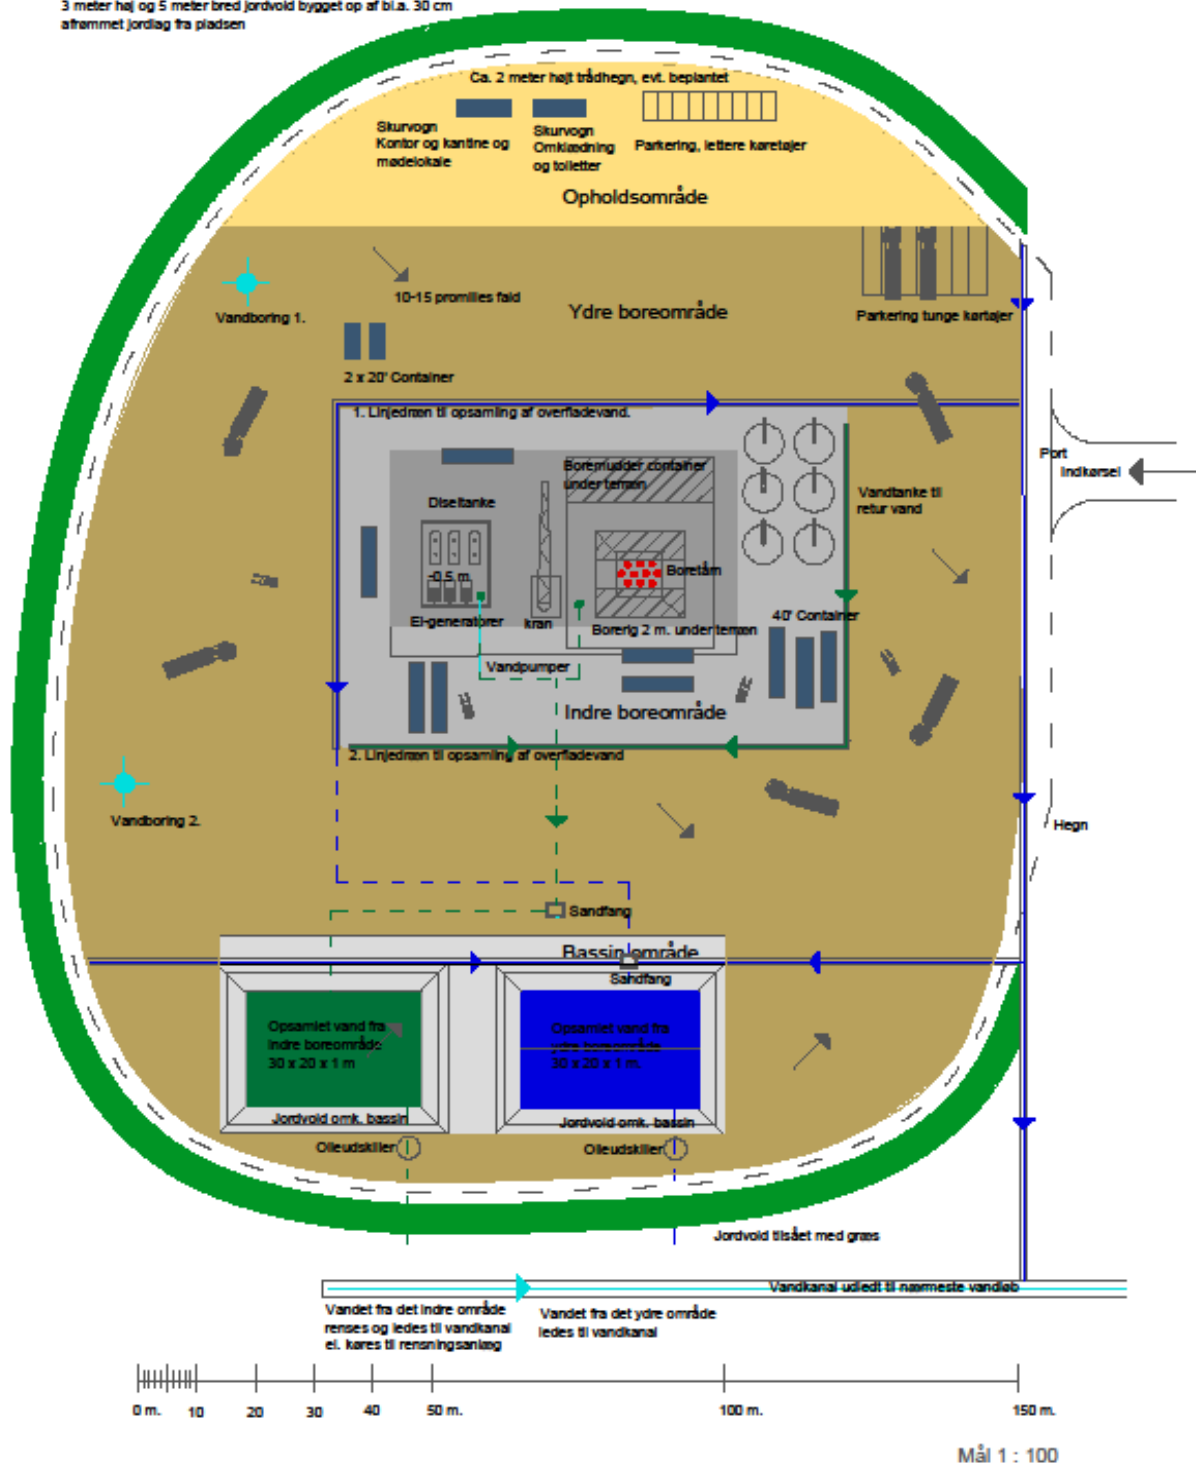 3 meter høj og 5 meter bred jordvold bygget op af bl.a. 30 cm
afrømmet jordlag fra pladsen
Ca. 2 meter højt trådhegn, evt. beplantet
Skurvogn
Kontor og kantine og
mødelokale
Skurvogn
Omklædning
og toiletter
Parkering, lettere køretøjer
Opholdsområde
10-15 promilles fald
Vandboring 1.
Ydre boreområde
Parkering tunge kørtøjer
2 x 20' Container
1. Linjedræn til opsamling af overfladevand.
Boremudder container
under terræn
Port
Indkørsel
Diseltanke
Vandtanke til
retur vand
-0,5 m.
Boretårn
El-generatorer
kran
Borerig 2 m. under terræn
40' Container
Vandpumper
Indre boreområde
2. Linjedræn til opsamling af overfladevand
Vandboring 2.
Hegn
Sandfang
Bassin område
Sandfang
Opsamlet vand fra
indre boreområde
30 x 20 x 1 m
Opsamlet vand fra
ydre boreområde
30 x 20 x 1 m.
Jordvold omk. bassin
Jordvold omk. bassin
Olieudskiller
Olieudskiller
Jordvold tilsået med græs
Vandkanal udledt til nærmeste vandløb
Vandet fra det indre område
renses og ledes til vandkanal
el. køres til rensningsanlæg
Vandet fra det ydre område
ledes til vandkanal
0 m. 10 20 30 40 50 m. 100 m. 150 m.
Mål 1 : 100